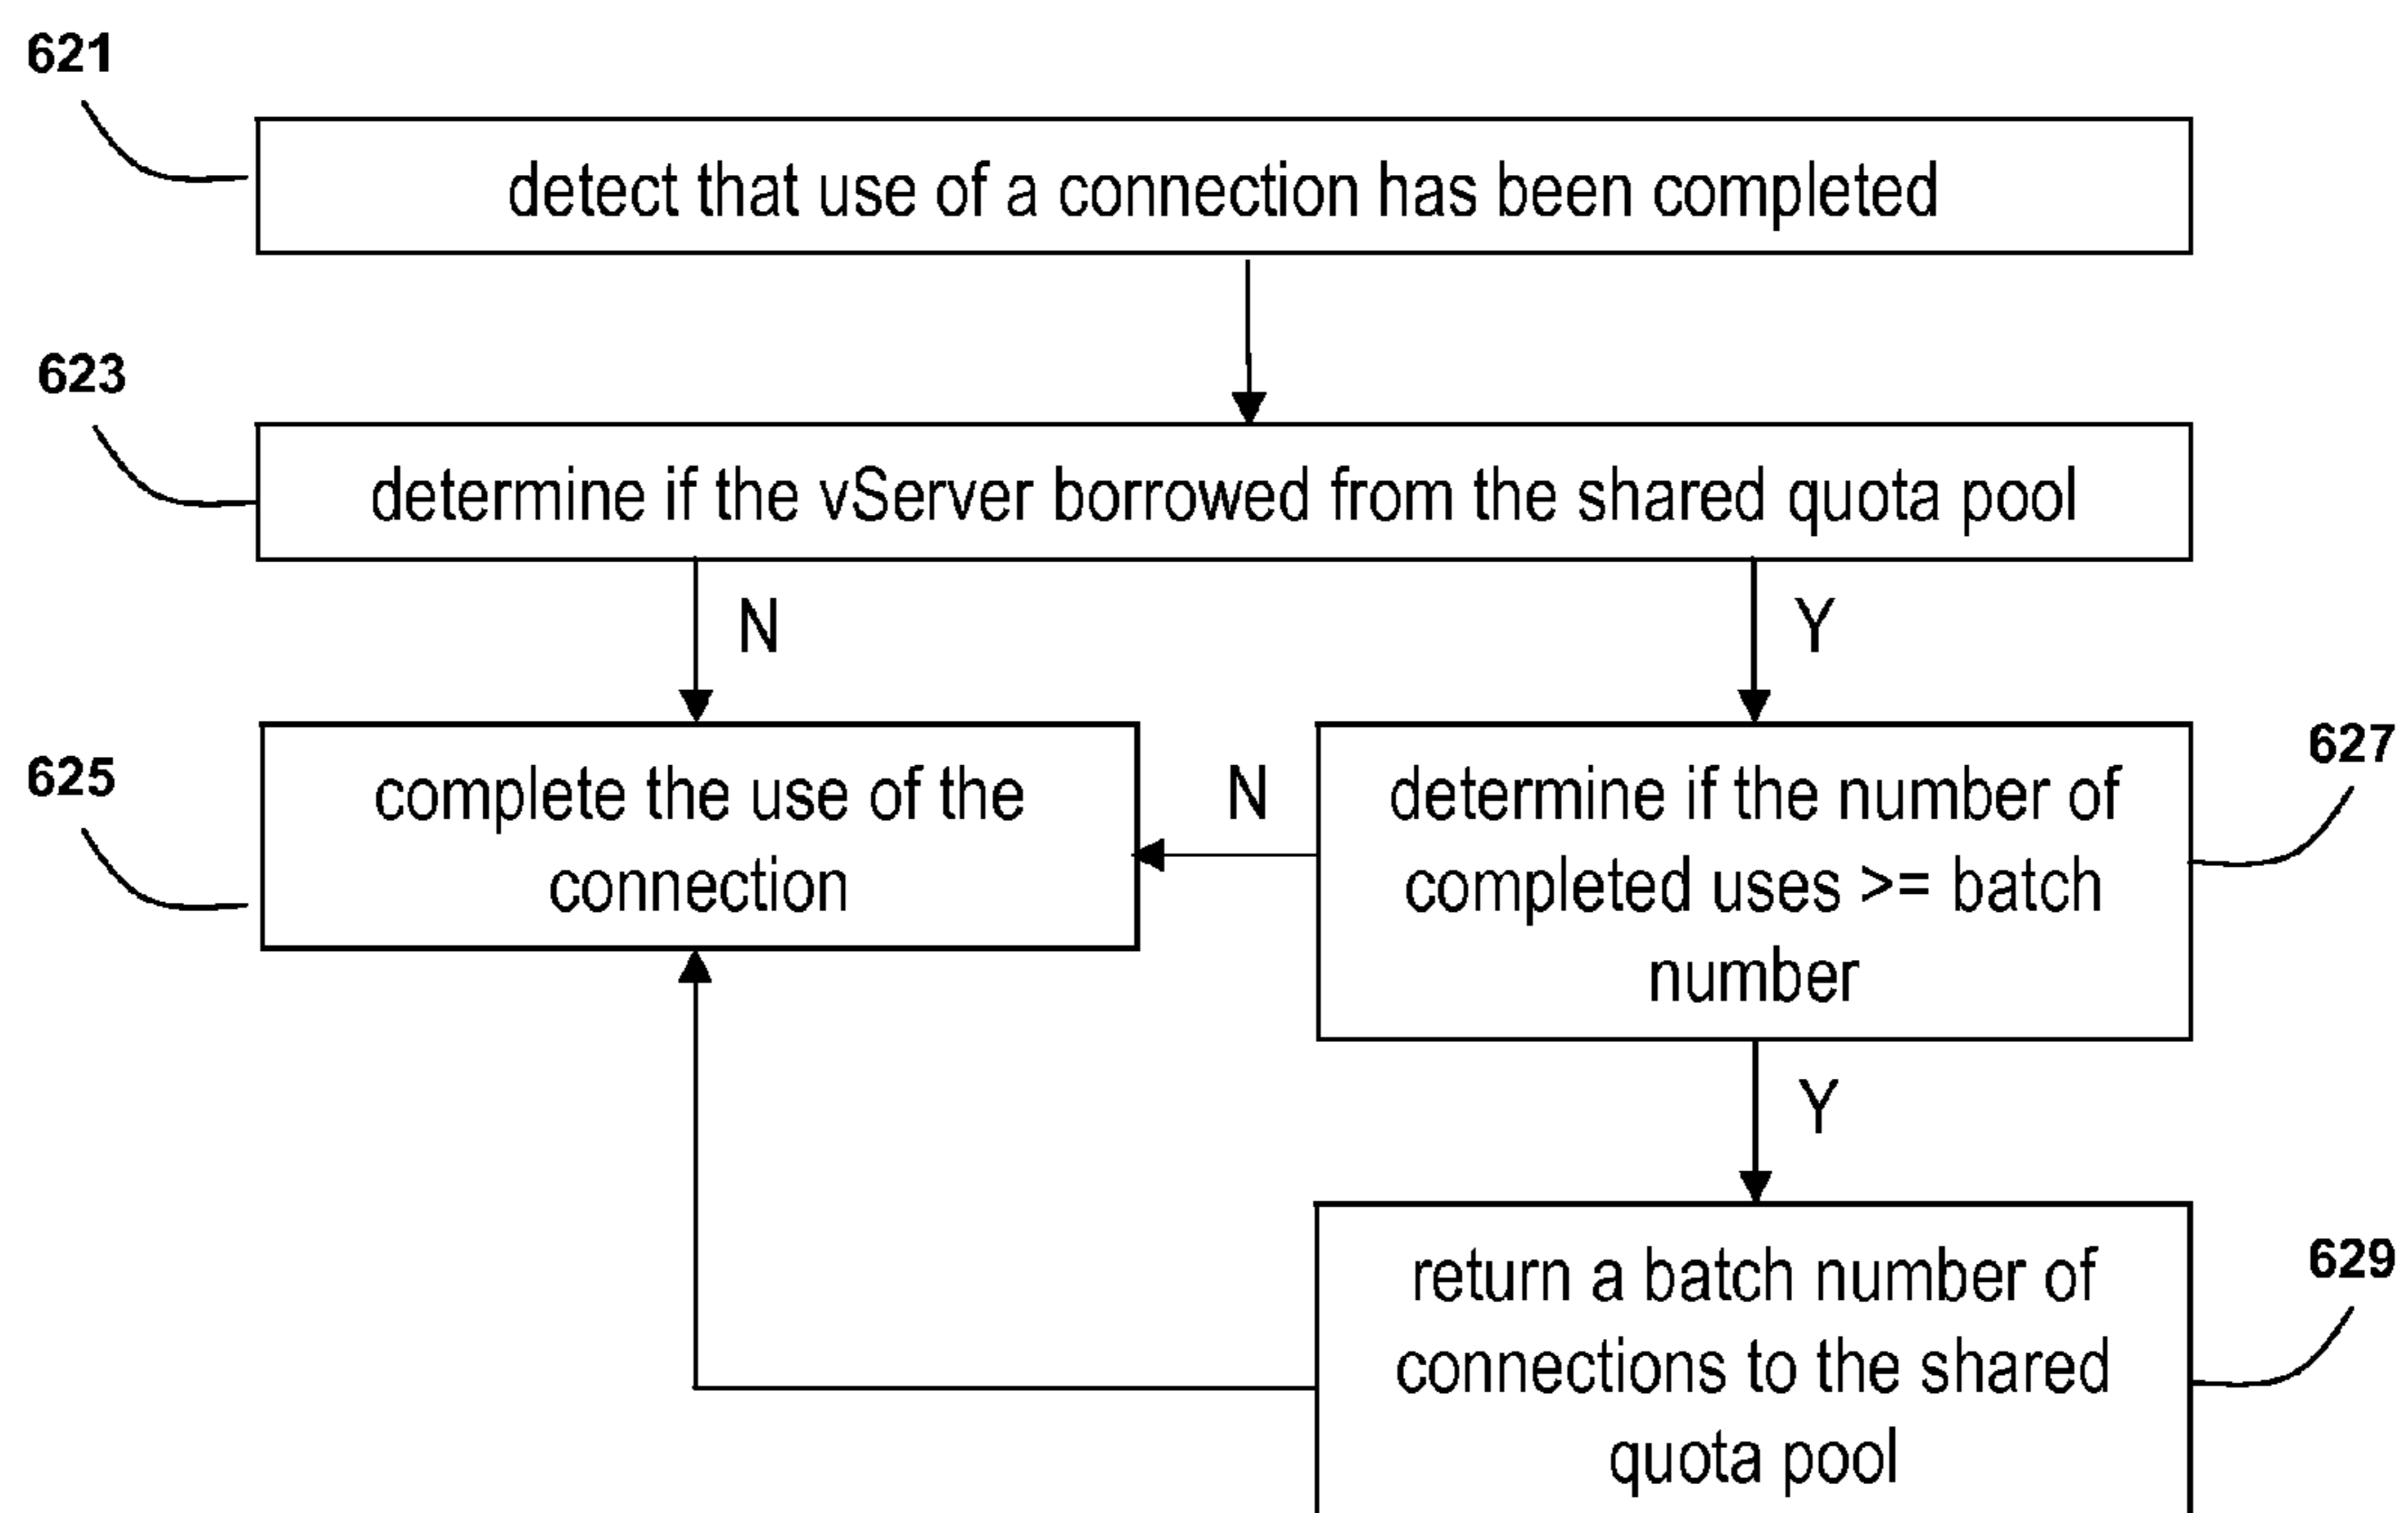 621
detect that use of a connection has been completed
623
determine if the vServer borrowed from the shared quota pool
N
Y
625
complete the use of the
connection
N
determine if the number of
completed uses >= batch
number
627
Y
return a batch number of
connections to the shared
quota pool
629